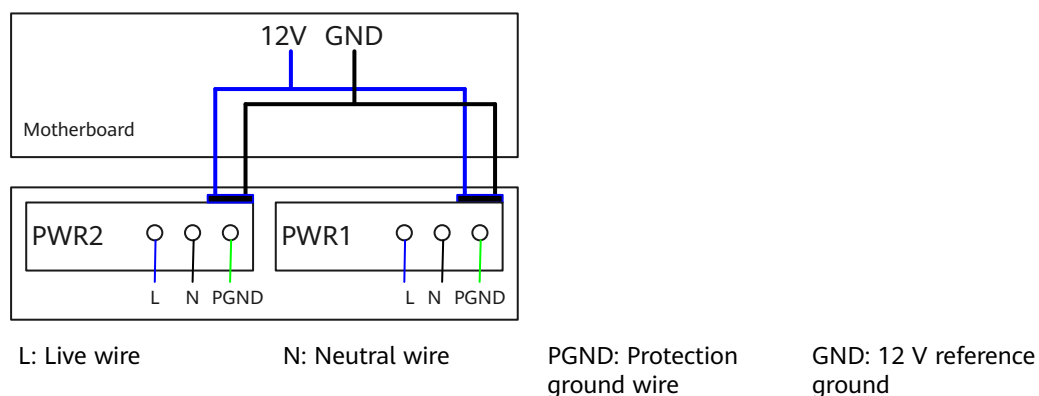 12V GND
Motherboard
PWR2
PWR1
L N PGND
L N PGND
L: Live wire
N: Neutral wire
PGND: Protection
ground wire
GND: 12 V reference
ground